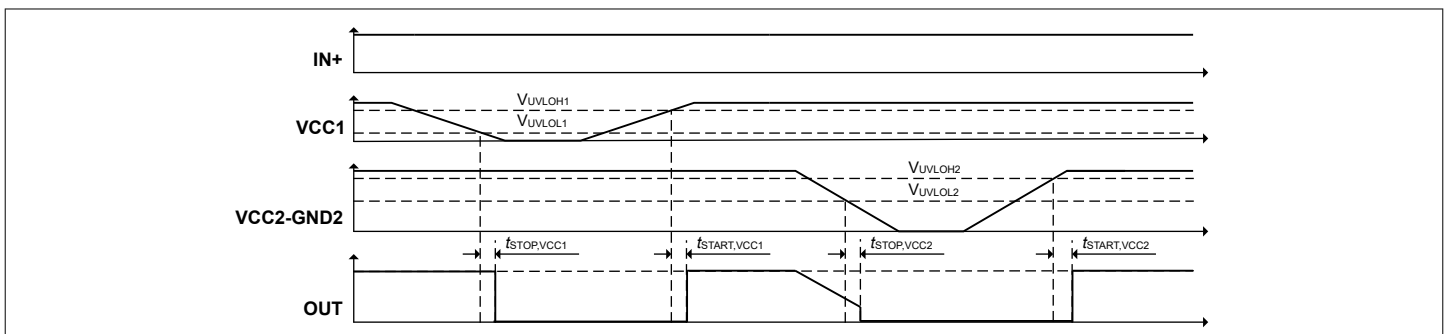 IN+
VUVLOH1
VUVLOL1
VCC1
VUVLOH2
VUVLOL2
VCC2-GND2
tSTOP,VCC1
tSTART,VCC1
tSTOP,VCC2
tSTART,VCC2
OUT